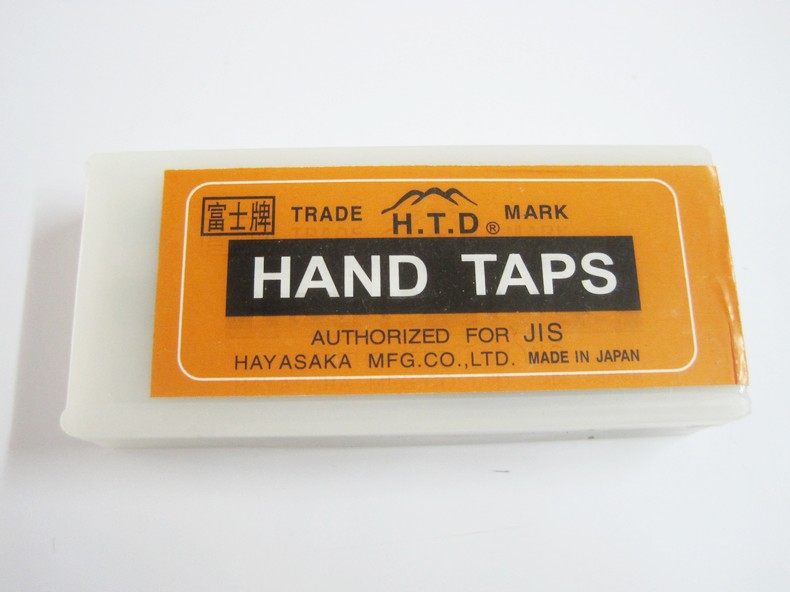 富士牌 TRADE H.T.D® MARK
HAND TAPS
AUTHORIZED FOR JIS
HAYASAKA MFG.CO.,LTD. MADE IN JAPAN